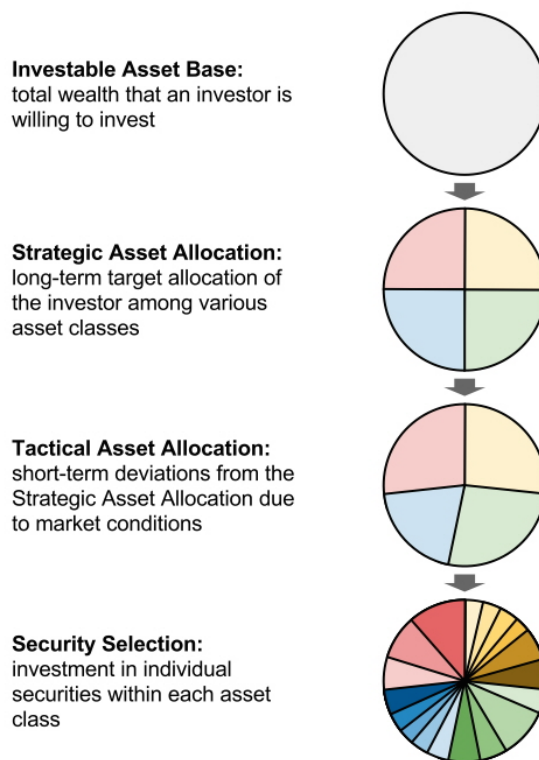 Investable Asset Base:
total wealth that an investor is
willing to invest
Strategic Asset Allocation:
long-term target allocation of
the investor among various
asset classes
Tactical Asset Allocation:
short-term deviations from the
Strategic Asset Allocation due
to market conditions
Security Selection:
investment in individual
securities within each asset
class